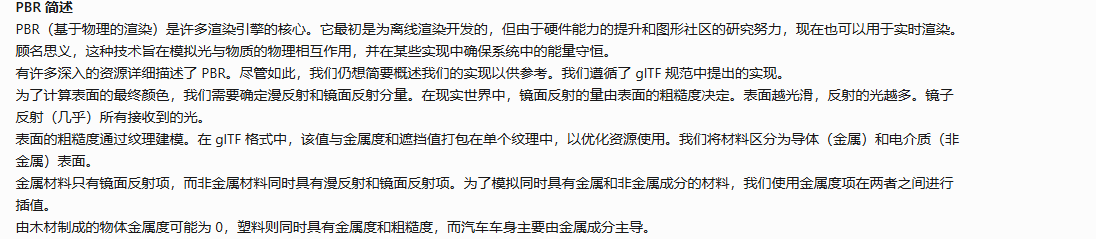 PBR 简述
PBR（基于物理的渲染）是许多渲染引擎的核心。它最初是为离线渲染开发的，但由于硬件能力的提升和图形社区的研究努力，现在也可以用于实时渲染。
顾名思义，这种技术旨在模拟光与物质的物理相互作用，并在某些实现中确保系统中的能量守恒。
有许多深入的资源详细描述了 PBR。尽管如此，我们仍想简要概述我们的实现以供参考。我们遵循了 glTF 规范中提出的实现。
为了计算表面的最终颜色，我们需要确定漫反射和镜面反射分量。在现实世界中，镜面反射的量由表面的粗糙度决定。表面越光滑，反射的光越多。镜子
反射（几乎）所有接收到的光。
表面的粗糙度通过纹理建模。在 glTF 格式中，该值与金属度和遮挡值打包在单个纹理中，以优化资源使用。我们将材料区分为导体（金属）和电介质（非
金属）表面。
金属材料只有镜面反射项，而非金属材料同时具有漫反射和镜面反射项。为了模拟同时具有金属和非金属成分的材料，我们使用金属度项在两者之间进行
插值。
由木材制成的物体金属度可能为 0，塑料则同时具有金属度和粗糙度，而汽车车身主要由金属成分主导。